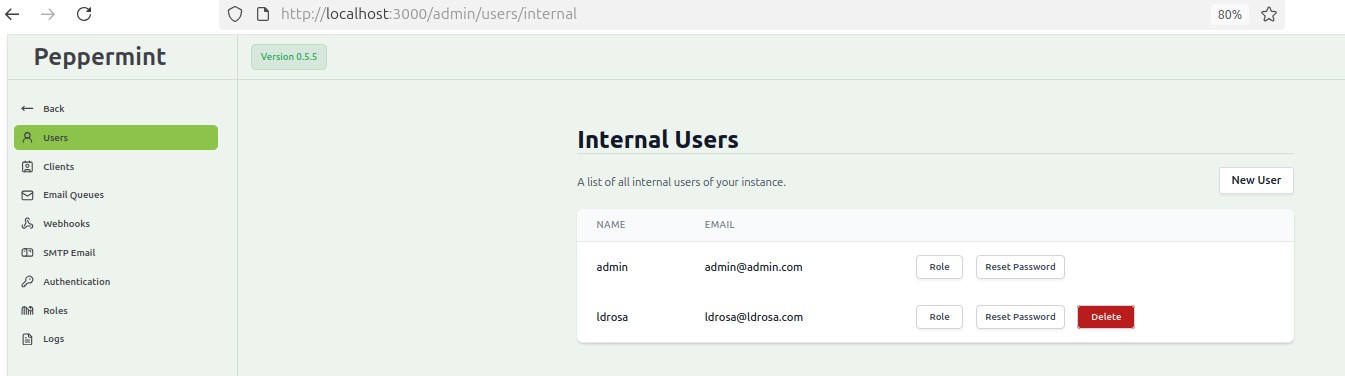 http://localhost:3000/admin/users/internal 80%
Peppermint Version 0.5.5
Back
Users
Clients
Email Queues
Webhooks
SMTP Email
Authentication
Roles
Logs
Internal Users
A list of all internal users of your instance. New User
NAME EMAIL
admin admin@admin.com Role Reset Password
ldrosa ldrosa@ldrosa.com Role Reset Password Delete